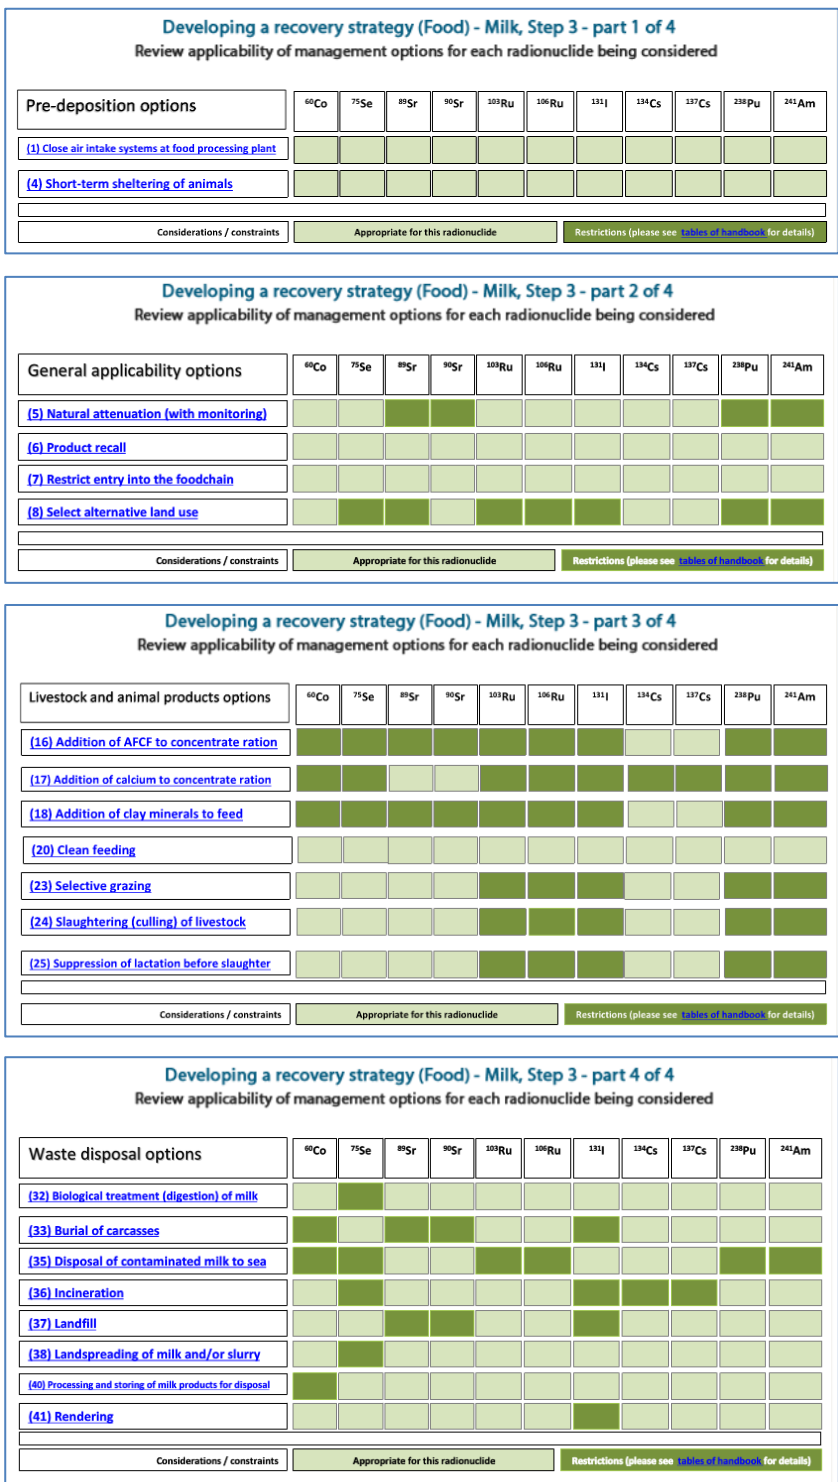 Developing a recovery strategy (Food) - Milk, Step 3 - part 1 of 4
Review applicability of management options for each radionuclide being considered
Pre-deposition options ⁶⁰Co ⁷⁵Se ⁸⁹Sr ⁹⁰Sr ¹⁰³Ru ¹⁰⁶Ru ¹³¹I ¹³⁴Cs ¹³⁷Cs ²³⁸Pu ²⁴¹Am
(1) Close air intake systems at food processing plant
(4) Short-term sheltering of animals
Considerations / constraints Appropriate for this radionuclide Restrictions (please see tables of handbook for details)
Developing a recovery strategy (Food) - Milk, Step 3 - part 2 of 4
Review applicability of management options for each radionuclide being considered
General applicability options ⁶⁰Co ⁷⁵Se ⁸⁹Sr ⁹⁰Sr ¹⁰³Ru ¹⁰⁶Ru ¹³¹I ¹³⁴Cs ¹³⁷Cs ²³⁸Pu ²⁴¹Am
(5) Natural attenuation (with monitoring)
(6) Product recall
(7) Restrict entry into the foodchain
(8) Select alternative land use
Considerations / constraints Appropriate for this radionuclide Restrictions (please see tables of handbook for details)
Developing a recovery strategy (Food) - Milk, Step 3 - part 3 of 4
Review applicability of management options for each radionuclide being considered
Livestock and animal products options ⁶⁰Co ⁷⁵Se ⁸⁹Sr ⁹⁰Sr ¹⁰³Ru ¹⁰⁶Ru ¹³¹I ¹³⁴Cs ¹³⁷Cs ²³⁸Pu ²⁴¹Am
(16) Addition of AFCF to concentrate ration
(17) Addition of calcium to concentrate ration
(18) Addition of clay minerals to feed
(20) Clean feeding
(23) Selective grazing
(24) Slaughtering (culling) of livestock
(25) Suppression of lactation before slaughter
Considerations / constraints Appropriate for this radionuclide Restrictions (please see tables of handbook for details)
Developing a recovery strategy (Food) - Milk, Step 3 - part 4 of 4
Review applicability of management options for each radionuclide being considered
Waste disposal options ⁶⁰Co ⁷⁵Se ⁸⁹Sr ⁹⁰Sr ¹⁰³Ru ¹⁰⁶Ru ¹³¹I ¹³⁴Cs ¹³⁷Cs ²³⁸Pu ²⁴¹Am
(32) Biological treatment (digestion) of milk
(33) Burial of carcasses
(35) Disposal of contaminated milk to sea
(36) Incineration
(37) Landfill
(38) Landspreading of milk and/or slurry
(40) Processing and storing of milk products for disposal
(41) Rendering
Considerations / constraints Appropriate for this radionuclide Restrictions (please see tables of handbook for details)